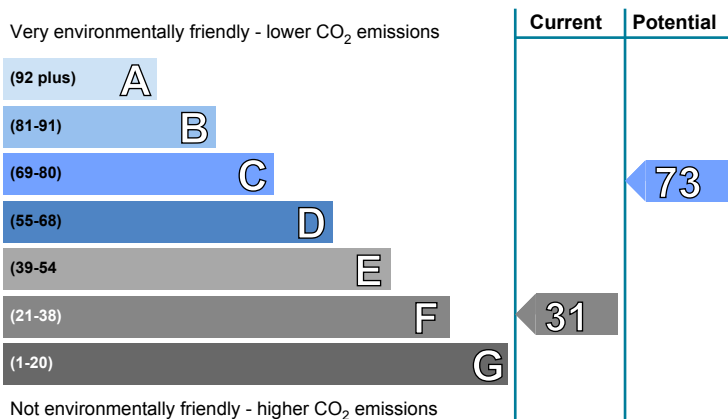 Current Potential
Very environmentally friendly - lower CO2 emissions
(92 plus) A
(81-91) B
(69-80) C
73
(55-68) D
(39-54 E
(21-38) F
31
(1-20) G
Not environmentally friendly - higher CO2 emissions